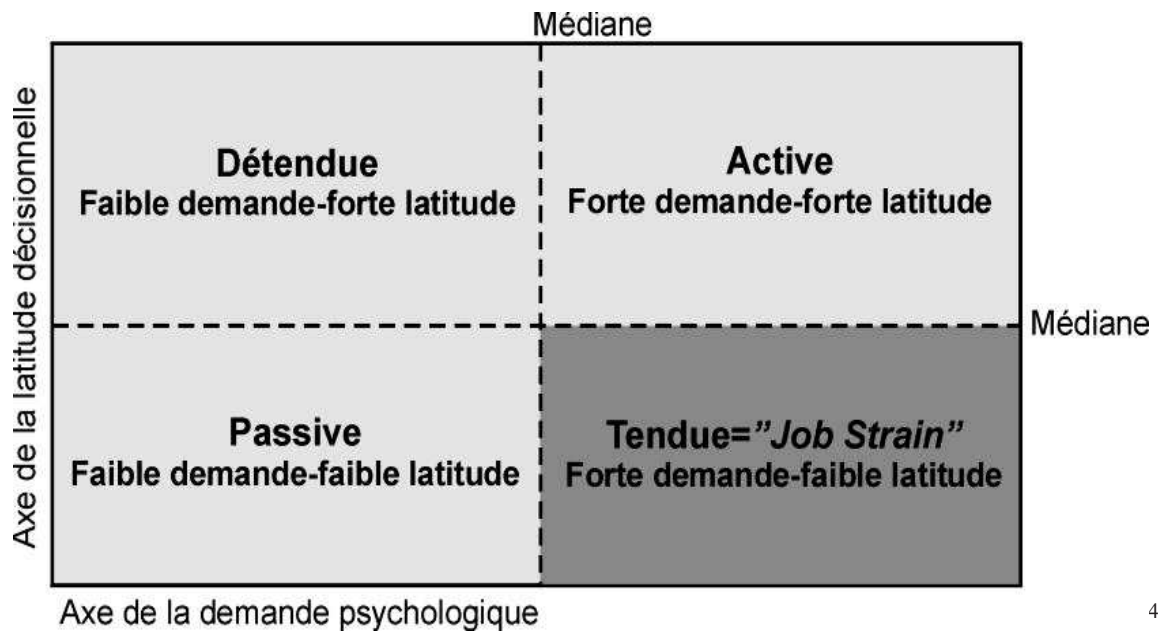 Médiane
Axe de la latitude décisionnelle
Détendue
Faible demande-forte latitude
Active
Forte demande-forte latitude
Médiane
Passive
Faible demande-faible latitude
Tendue=”Job Strain”
Forte demande-faible latitude
Axe de la demande psychologique
4